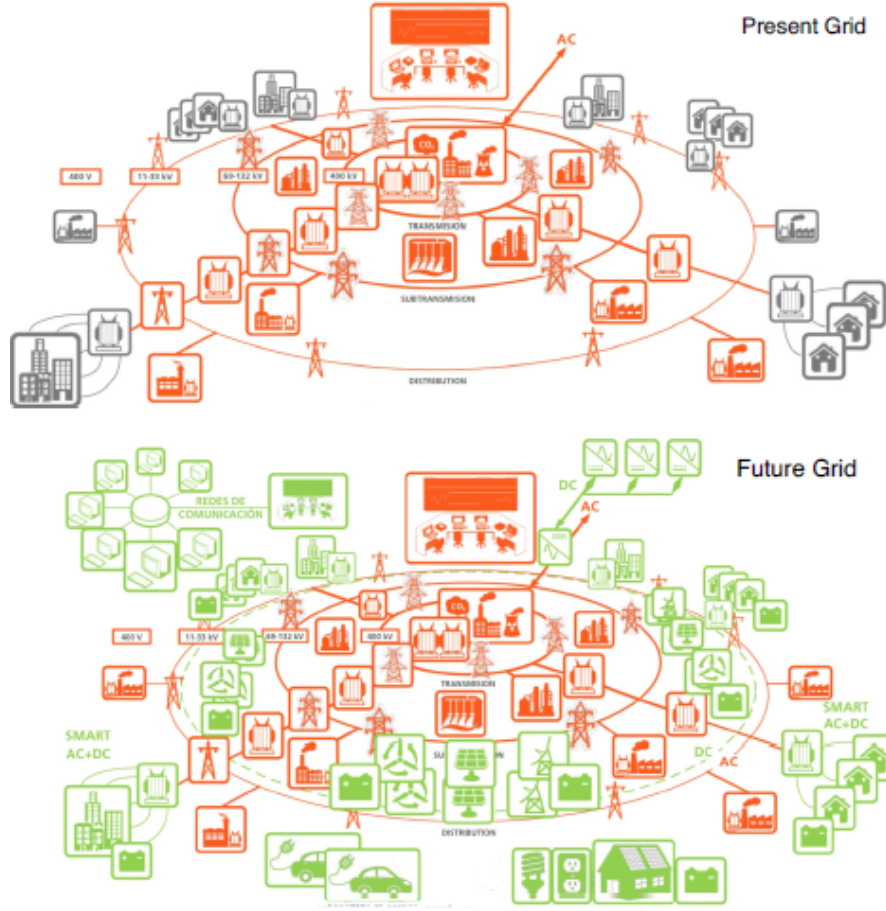 Present Grid
AC
CO₂
400 V
11-33 kV
69-132 kV
400 kV
TRANSMISION
SUBTRANSMISION
DISTRIBUTION
Future Grid
DC
REDES DE
COMUNICACIÓN
AC
CO₂
400 V
11-33 kV
69-132 kV
400 kV
TRANSMISION
SMART
AC+DC
SMART
AC+DC
DC
AC
DISTRIBUTION